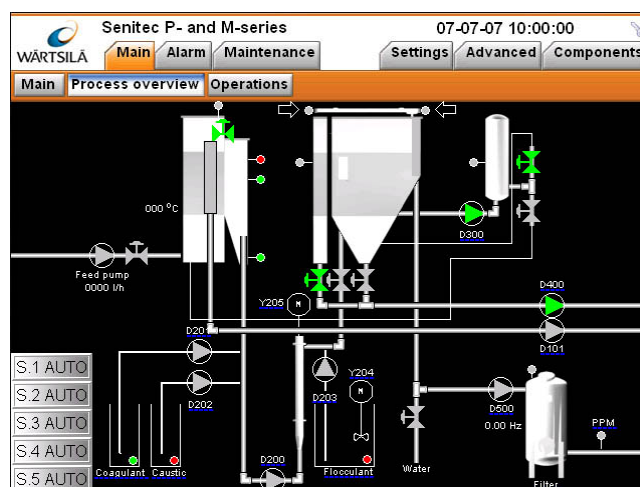 Senitec P- and M-series 07-07-07 10:00:00
WÄRTSILÄ Main Alarm Maintenance Settings Advanced Components
Main Process overview Operations
000 °C
D300
Feed pump
0000 l/h
Y205
M
D400
D201
D101
S.1 AUTO
D202
Y204
M
S.2 AUTO
D203
D500
PPM
S.3 AUTO
0.00 Hz
S.4 AUTO
D200
Coagulant Caustic Flocculant Water
S.5 AUTO
Filter